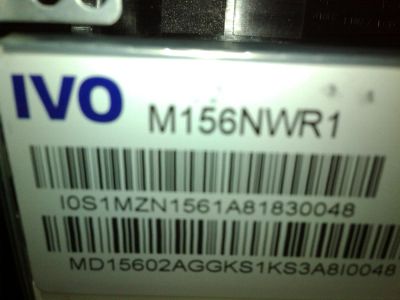 IVO M156NWR1
I0S1MZN1561A81830048
MD15602AGGKS1KS3A8I0048